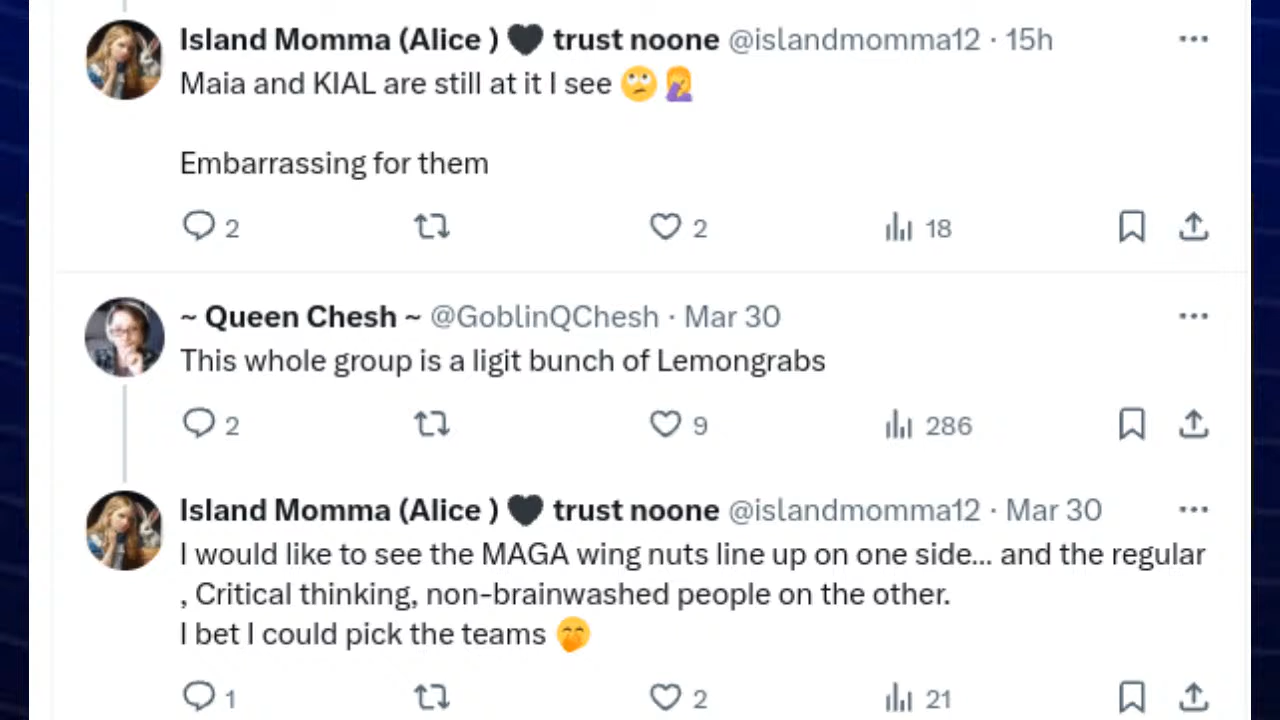 Island Momma (Alice ) 🖤 trust noone @islandmomma12 · 15h
Maia and KIAL are still at it I see 🙄🤦‍♀️
Embarrassing for them
2 2 18
~ Queen Chesh ~ @GoblinQChesh · Mar 30
This whole group is a ligit bunch of Lemongrabs
2 9 286
Island Momma (Alice ) 🖤 trust noone @islandmomma12 · Mar 30
I would like to see the MAGA wing nuts line up on one side... and the regular
, Critical thinking, non-brainwashed people on the other.
I bet I could pick the teams 🤭
1 2 21